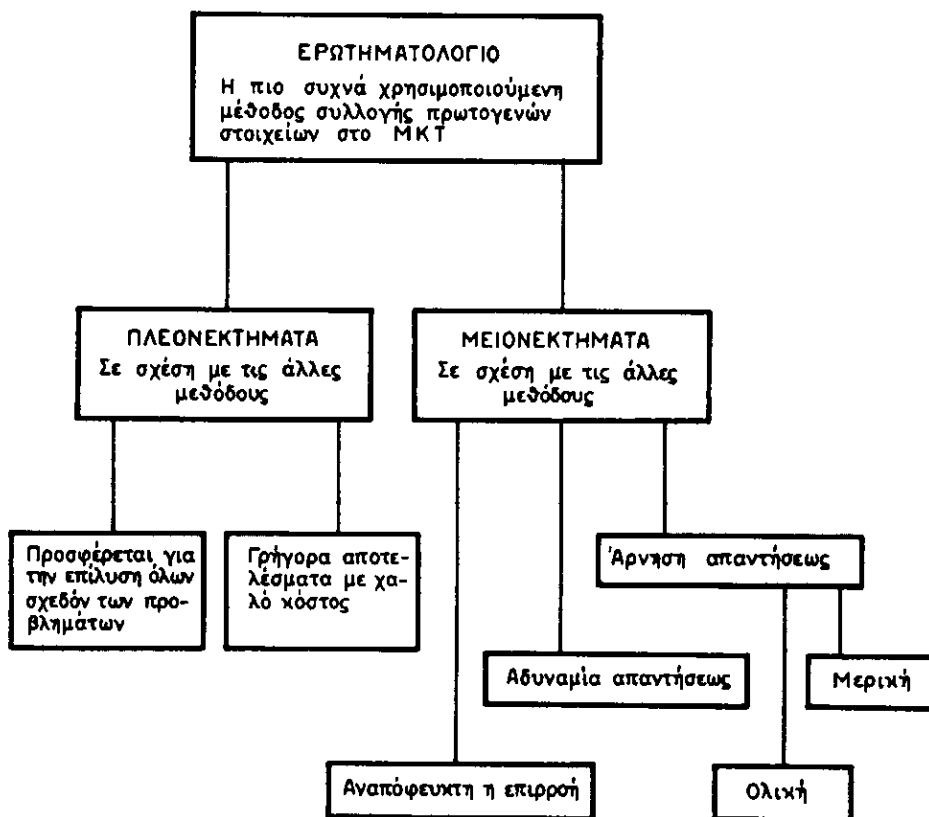 ΕΡΩΤΗΜΑΤΟΛΟΓΙΟ
Η πιο συχνά χρησιμοποιούμενη
μέθοδος συλλογής πρωτογενών
στοιχείων στο ΜΚΤ
ΠΛΕΟΝΕΚΤΗΜΑΤΑ
Σε σχέση με τις άλλες
μεθόδους
ΜΕΙΟΝΕΚΤΗΜΑΤΑ
Σε σχέση με τις άλλες
μεθόδους
Προσφέρεται για
την επίλυση όλων
σχεδόν των προ-
βλημάτων
Γρήγορα αποτε-
λέσματα με χα-
λό κόστος
Άρνηση απαντήσεως
Αδυναμία απαντήσεως
Μερική
Αναπόφευκτη η επιρροή
Ολική